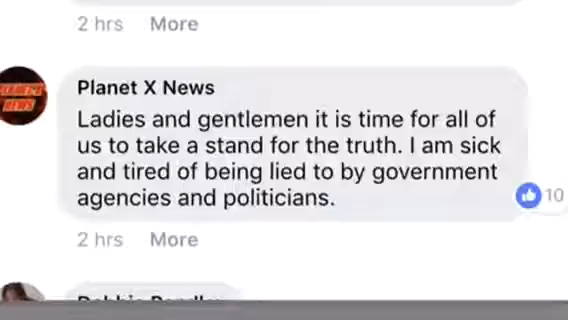 2 hrs More
Planet X News
Ladies and gentlemen it is time for all of
us to take a stand for the truth. I am sick
and tired of being lied to by government
agencies and politicians.
10
2 hrs More